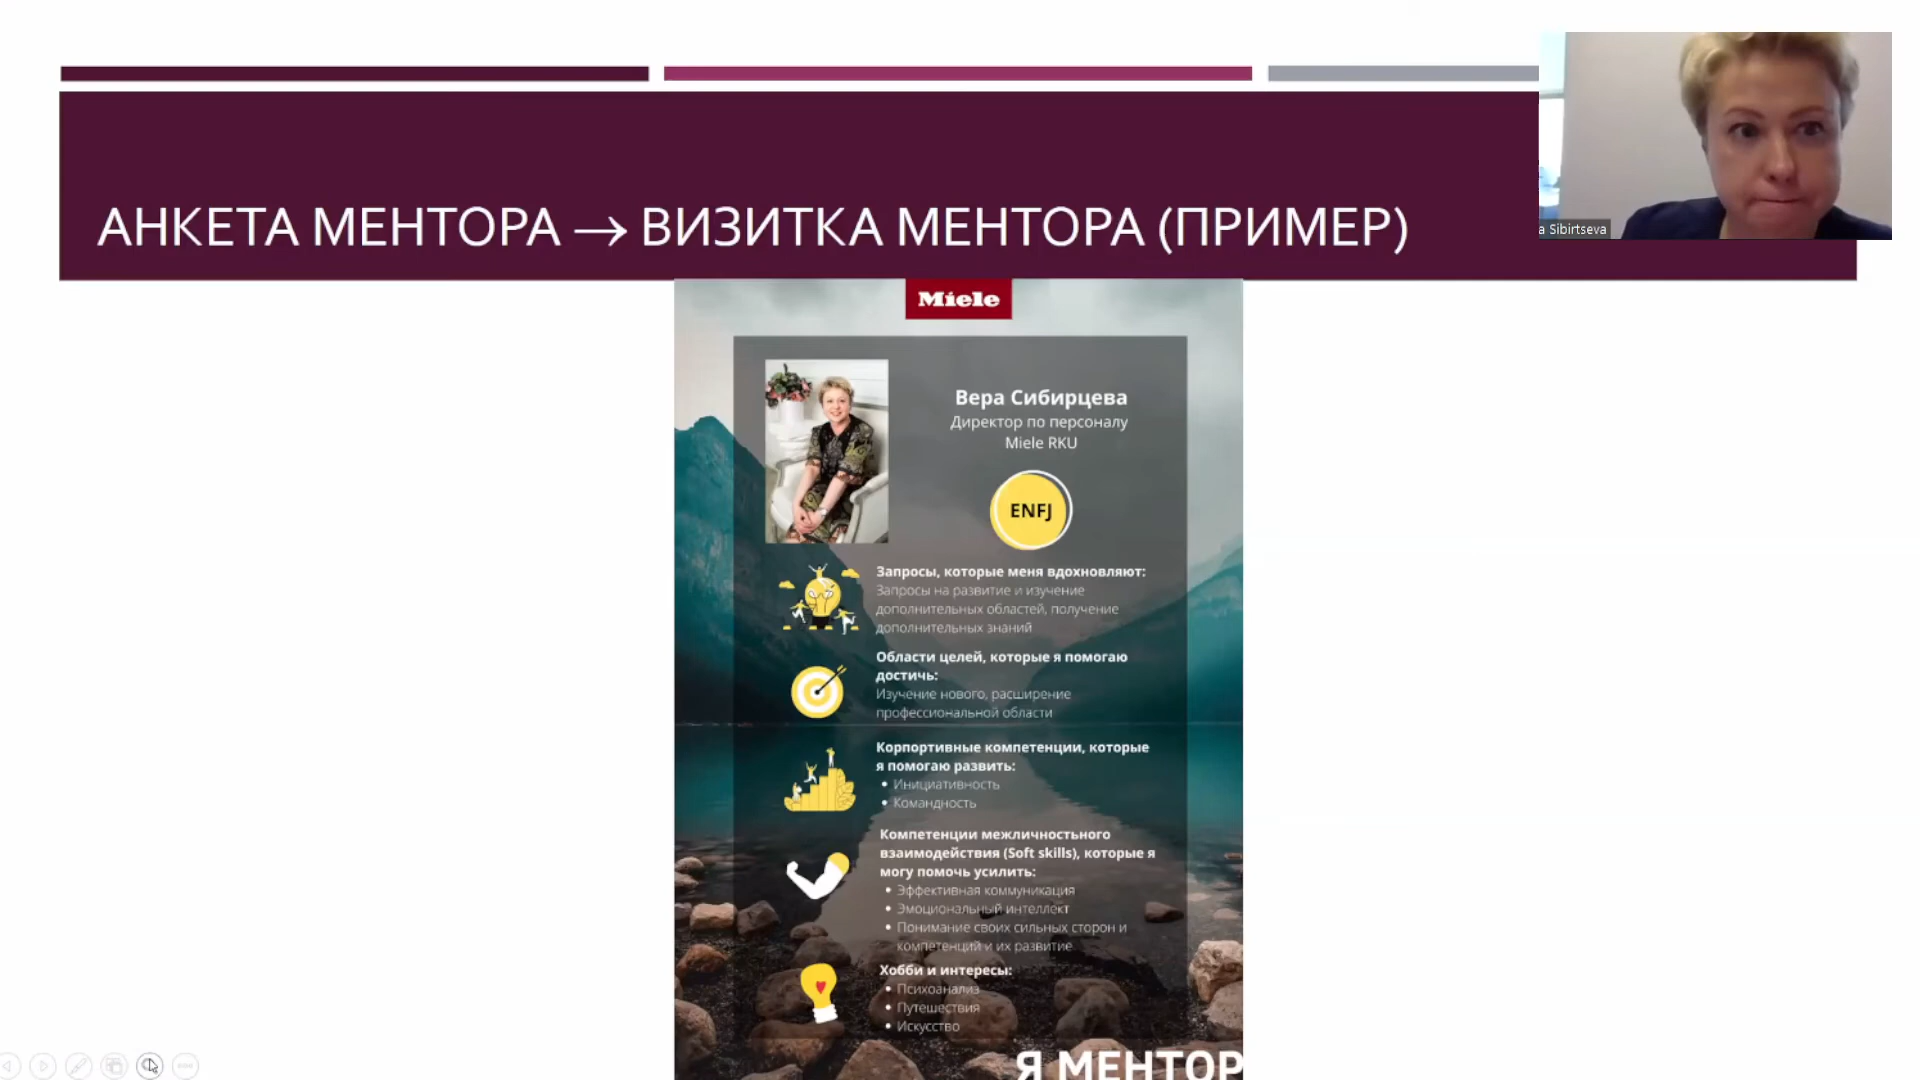 АНКЕТА МЕНТОРА → ВИЗИТКА МЕНТОРА (ПРИМЕР)
a Sibirtseva
Miele
Вера Сибирцева
Директор по персоналу
Miele RKU
ENFJ
Запросы, которые меня вдохновляют:
Запросы на развитие и изучение
дополнительных областей, получение
дополнительных знаний
Области целей, которые я помогаю
достичь:
Изучение нового, расширение
профессиональной области
Корпортивные компетенции, которые
я помогаю развить:
• Инициативность
• Командность
Компетенции межличностьного
взаимодействия (Soft skills), которые я
могу помочь усилить:
• Эффективная коммуникация
• Эмоциональный интеллект
• Понимание своих сильных сторон и
компетенций и их развитие
Хобби и интересы:
• Психоанализ
• Путешествия
• Искусство
Я МЕНТОР